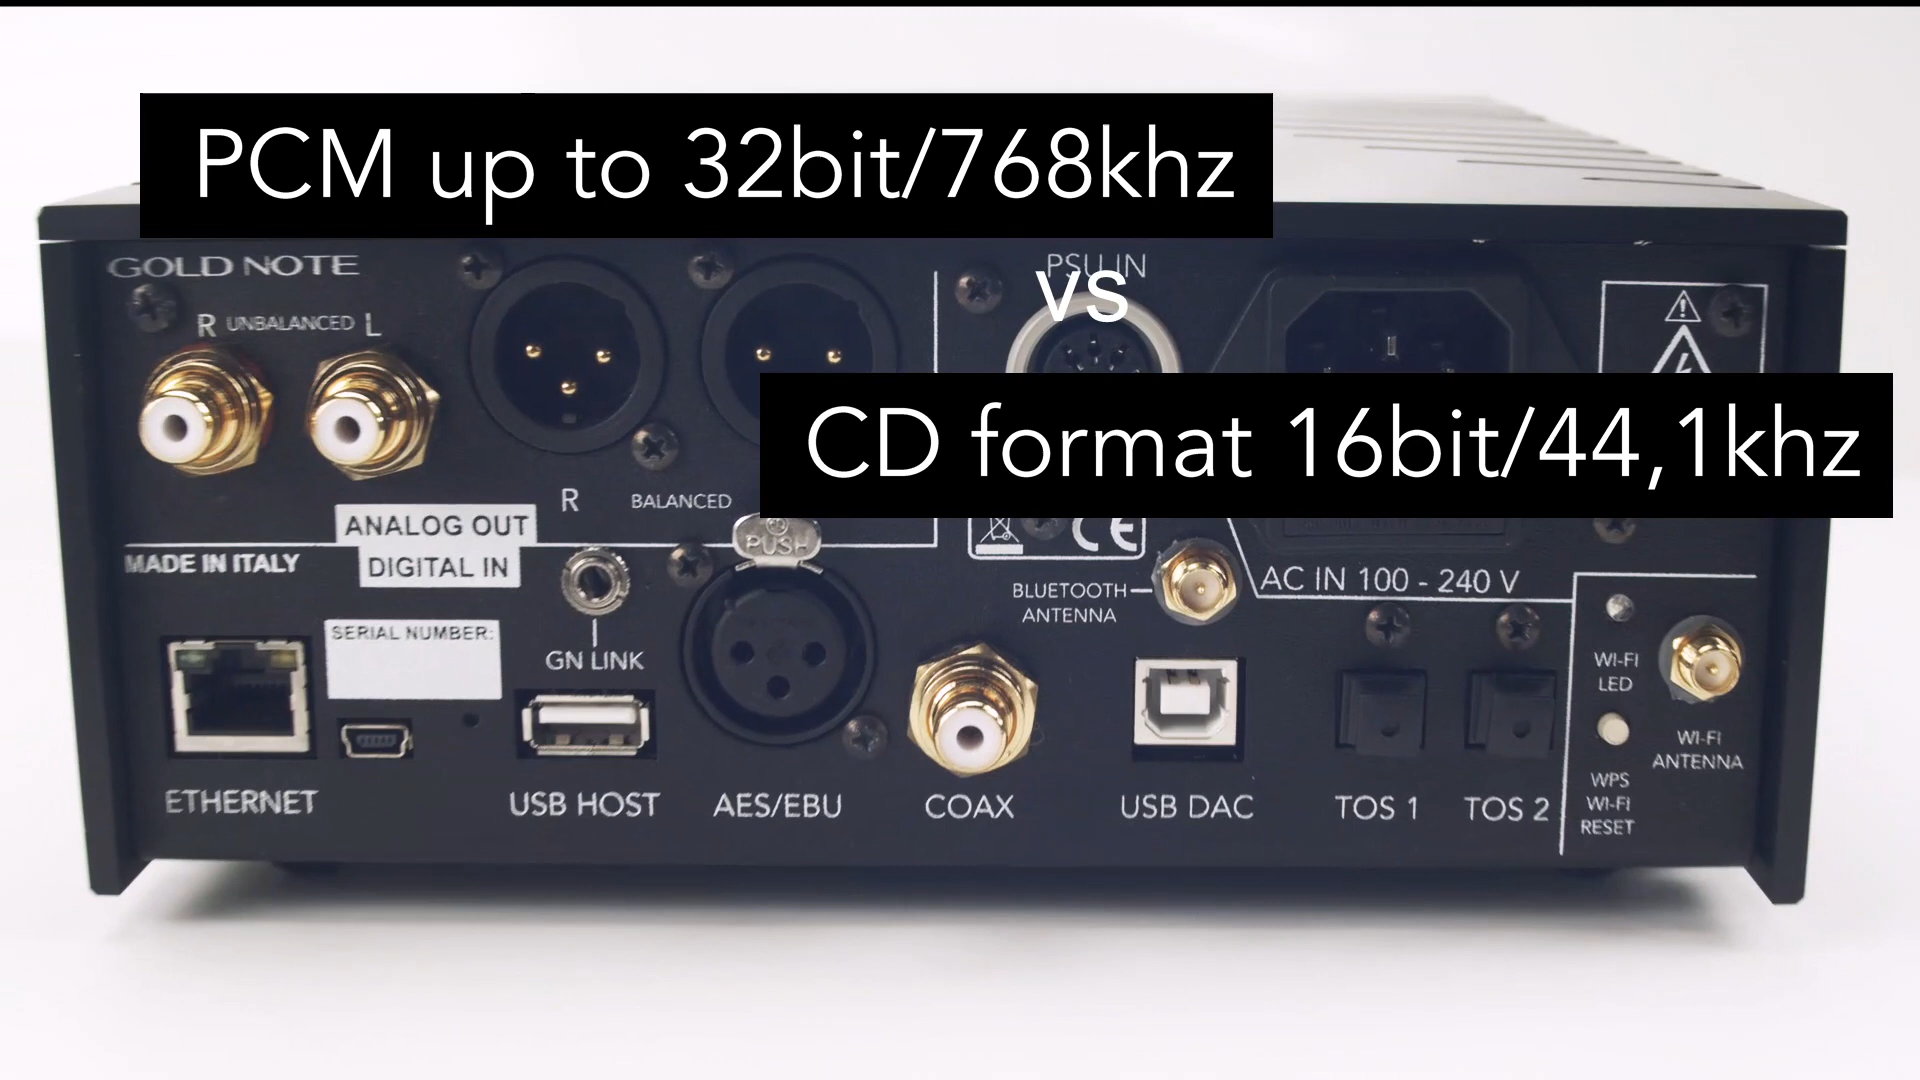 PCM up to 32bit/768khz
vs
CD format 16bit/44,1khz
GOLD NOTE
R UNBALANCED L
PSU IN
R BALANCED
PUSH
ANALOG OUT
MADE IN ITALY
DIGITAL IN
CE
BLUETOOTH
ANTENNA
AC IN 100 - 240 V
SERIAL NUMBER:
GN LINK
WI-FI
LED
WI-FI
ANTENNA
WPS
WI-FI
RESET
ETHERNET
USB HOST
AES/EBU
COAX
USB DAC
TOS 1
TOS 2